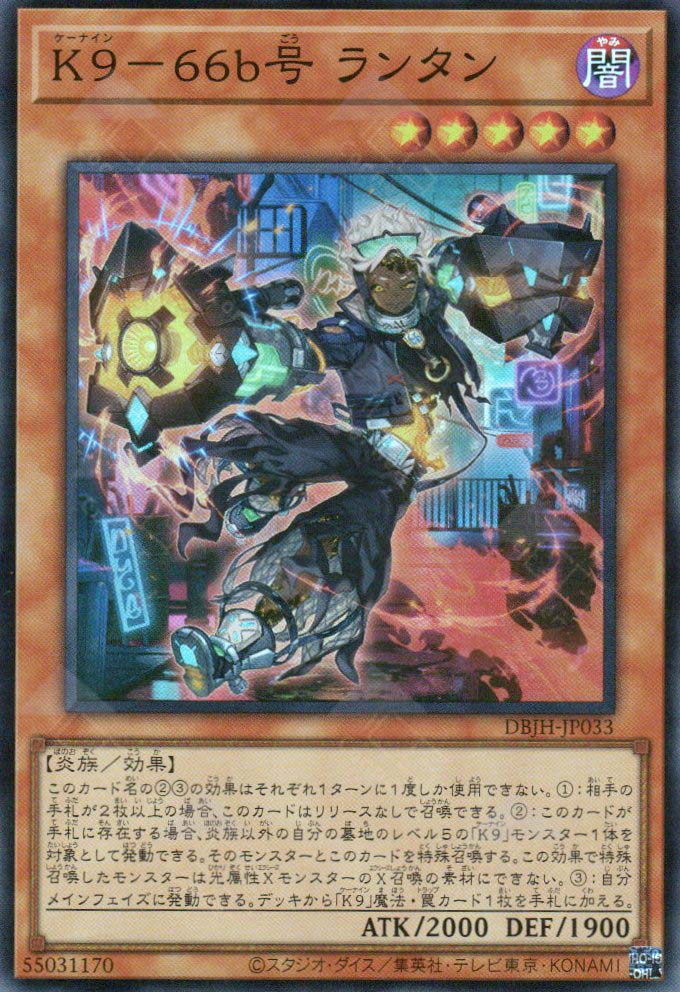 K9－66b号 ランタン
闇
DBJH-JP033
【炎族／効果】
このカード名の②③の効果はそれぞれ1ターンに1度しか使用できない。①：相手の
手札が2枚以上の場合、このカードはリリースなしで召喚できる。②：このカードが
手札に存在する場合、炎族以外の自分の墓地のレベル5の「K9」モンスター1体を
対象として発動できる。そのモンスターとこのカードを特殊召喚する。この効果で特殊
召喚したモンスターは光属性XモンスターのX召喚の素材にできない。③：自分
メインフェイズに発動できる。デッキから「K9」魔法・罠カード1枚を手札に加える。
ATK/2000 DEF/1900
55031170
©スタジオ・ダイス／集英社・テレビ東京・KONAMI